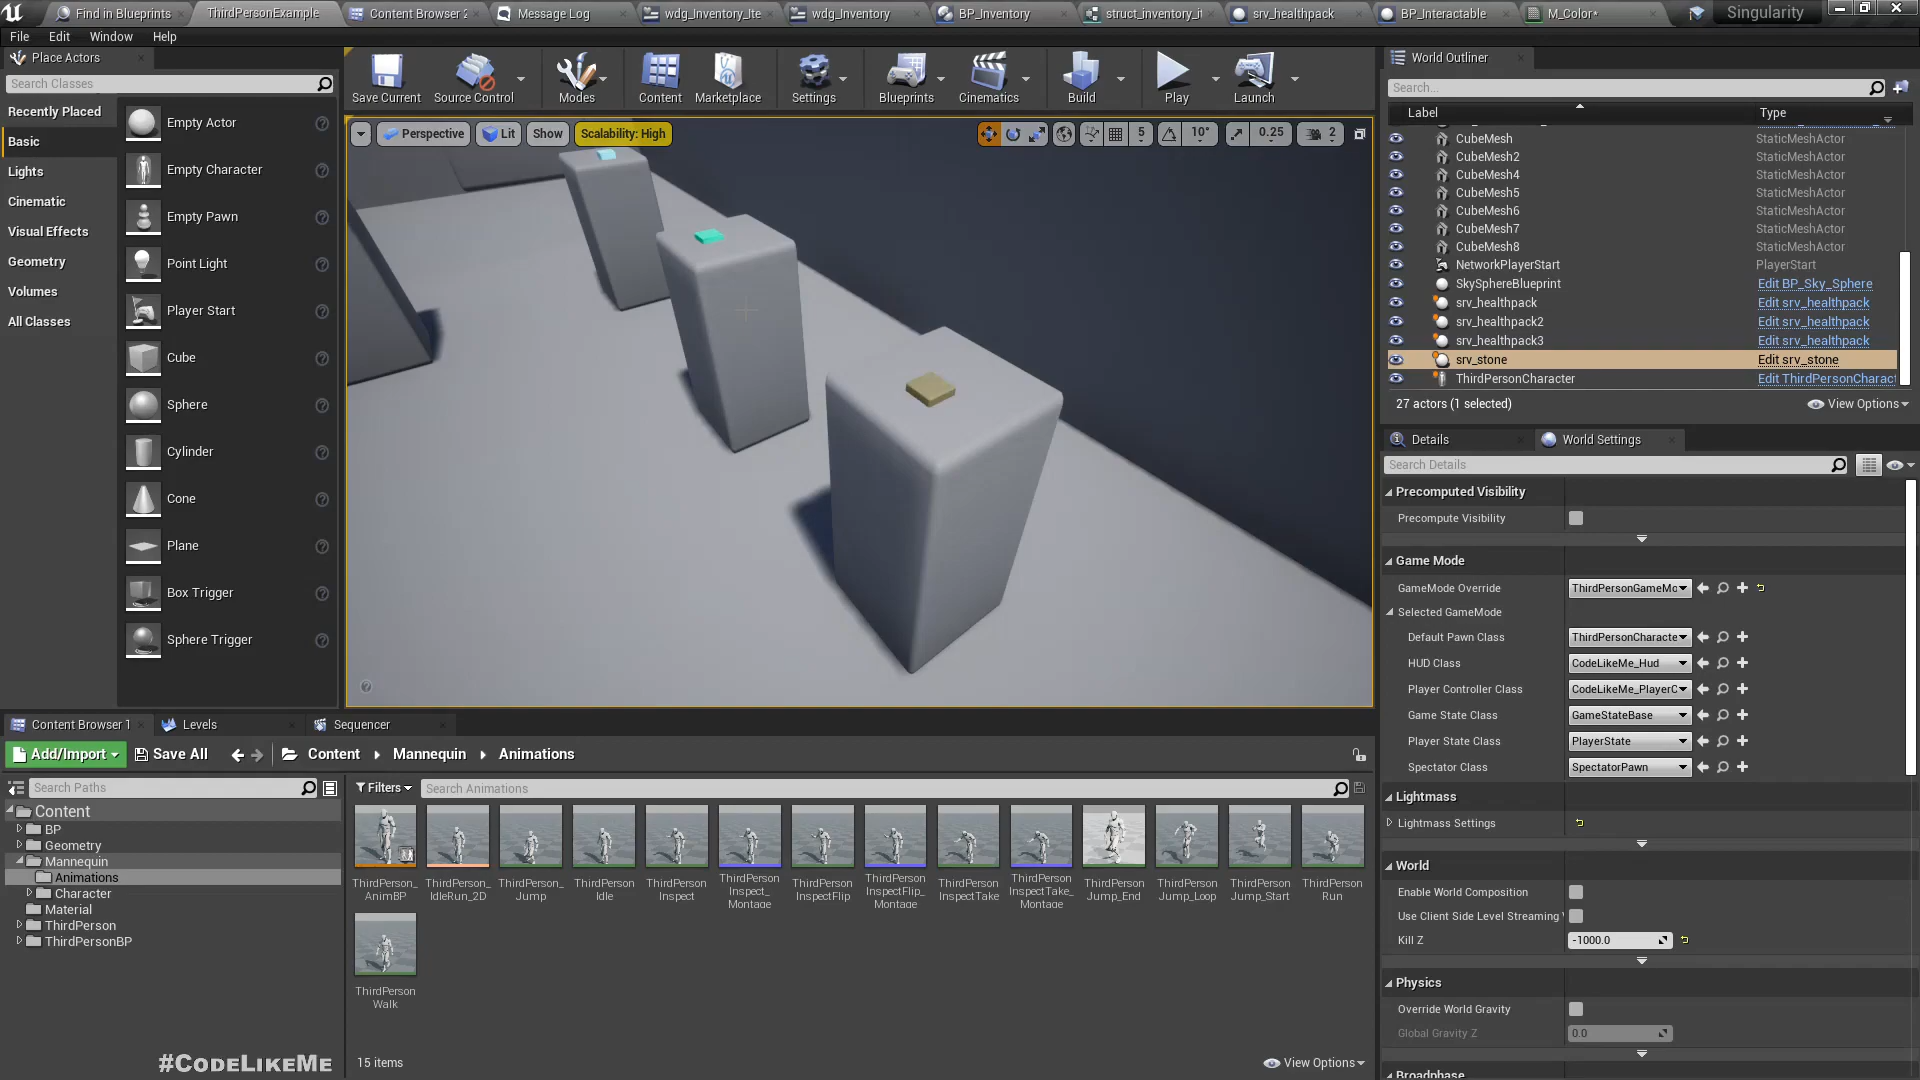 Find in Blueprints
ThirdPersonExample
Content Browser 2
Message Log
wdg_Inventory_Ite
wdg_Inventory
BP_Inventory
struct_inventory_it
srv_healthpack
BP_Interactable
M_Color*
Singularity
File
Edit
Window
Help
Place Actors
Search Classes
Recently Placed
Basic
Lights
Cinematic
Visual Effects
Geometry
Volumes
All Classes
Empty Actor
Empty Character
Empty Pawn
Point Light
Player Start
Cube
Sphere
Cylinder
Cone
Plane
Box Trigger
Sphere Trigger
Save Current
Source Control
Modes
Content
Marketplace
Settings
Blueprints
Cinematics
Build
Play
Launch
Perspective
Lit
Show
Scalability: High
5
10°
0.25
2
World Outliner
Search...
Label
Type
CubeMesh StaticMeshActor
CubeMesh2 StaticMeshActor
CubeMesh4 StaticMeshActor
CubeMesh5 StaticMeshActor
CubeMesh6 StaticMeshActor
CubeMesh7 StaticMeshActor
CubeMesh8 StaticMeshActor
NetworkPlayerStart PlayerStart
SkySphereBlueprint Edit BP_Sky_Sphere
srv_healthpack Edit srv_healthpack
srv_healthpack2 Edit srv_healthpack
srv_healthpack3 Edit srv_healthpack
srv_stone Edit srv_stone
ThirdPersonCharacter Edit ThirdPersonCharact
27 actors (1 selected)
View Options
Details
World Settings
Search Details
Precomputed Visibility
Precompute Visibility
Game Mode
GameMode Override ThirdPersonGameMo
Selected GameMode
Default Pawn Class ThirdPersonCharacte
HUD Class CodeLikeMe_Hud
Player Controller Class CodeLikeMe_PlayerC
Game State Class GameStateBase
Player State Class PlayerState
Spectator Class SpectatorPawn
Lightmass
Lightmass Settings
World
Enable World Composition
Use Client Side Level Streaming
Kill Z -1000.0
Physics
Override World Gravity
Global Gravity Z 0.0
Broadphase
Content Browser 1
Levels
Sequencer
Add/Import
Save All
Content
Mannequin
Animations
Search Paths
Filters
Search Animations
Content
BP
Geometry
Mannequin
Animations
Character
Material
ThirdPerson
ThirdPersonBP
ThirdPerson_
AnimBP
ThirdPerson_
IdleRun_2D
ThirdPerson_
Jump
ThirdPerson
Idle
ThirdPerson
Inspect
ThirdPerson
Inspect_
Montage
ThirdPerson
InspectFlip
ThirdPerson
InspectFlip_
Montage
ThirdPerson
InspectTake
ThirdPerson
InspectTake_
Montage
ThirdPerson
Jump_End
ThirdPerson
Jump_Loop
ThirdPerson
Jump_Start
ThirdPerson
Run
ThirdPerson
Walk
15 items
View Options
#CodeLikeMe